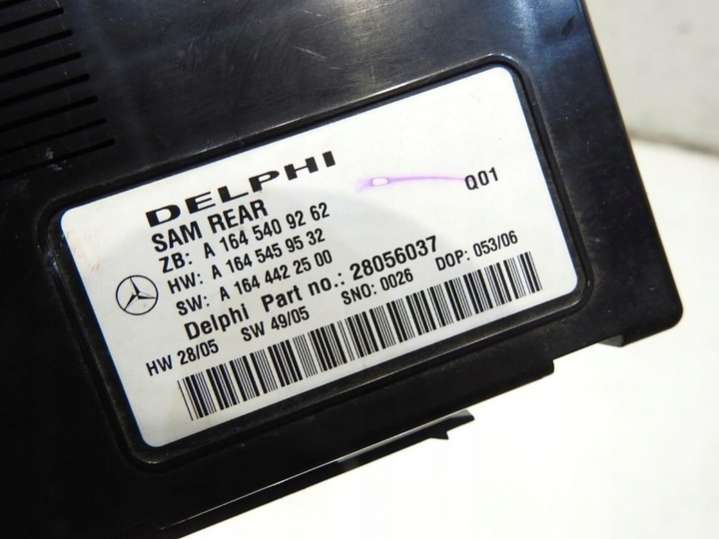 DELPHI
SAM REAR Q01
ZB: A 164 540 92 62
HW: A 164 545 95 32
SW: A 164 442 25 00
Delphi Part no.: 28056037
HW 28/05 SW 49/05 SNO: 0026 DOP: 053/06